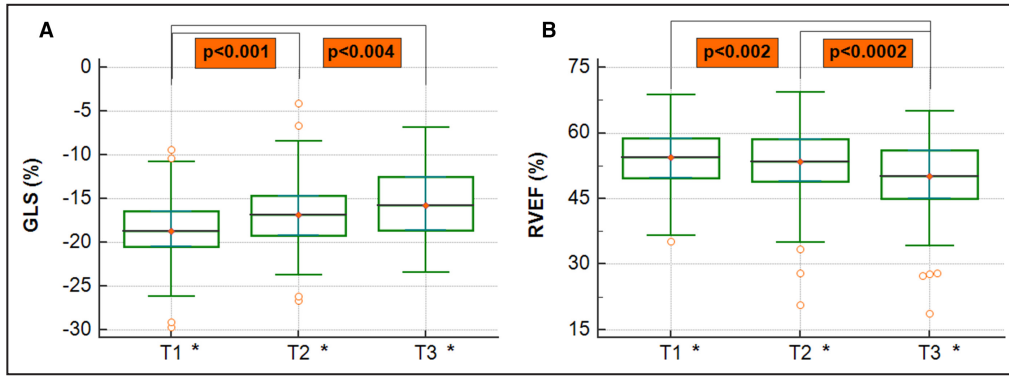 A
p<0.001
p<0.004
0
-5
-10
-15
-20
-25
-30
GLS (%)
T1 *
T2 *
T3 *
B
p<0.002
p<0.0002
75
60
45
30
15
RVEF (%)
T1 *
T2 *
T3 *